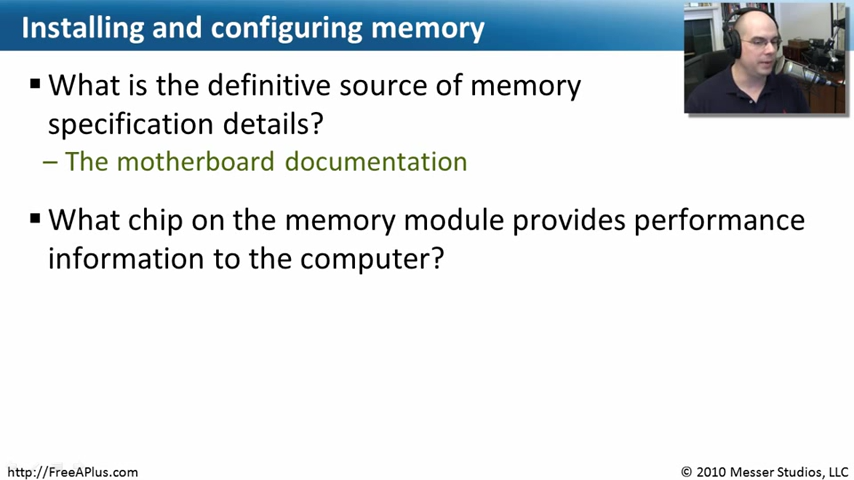 Installing and configuring memory
▪ What is the definitive source of memory
specification details?
– The motherboard documentation
▪ What chip on the memory module provides performance
information to the computer?
http://FreeAPlus.com
© 2010 Messer Studios, LLC